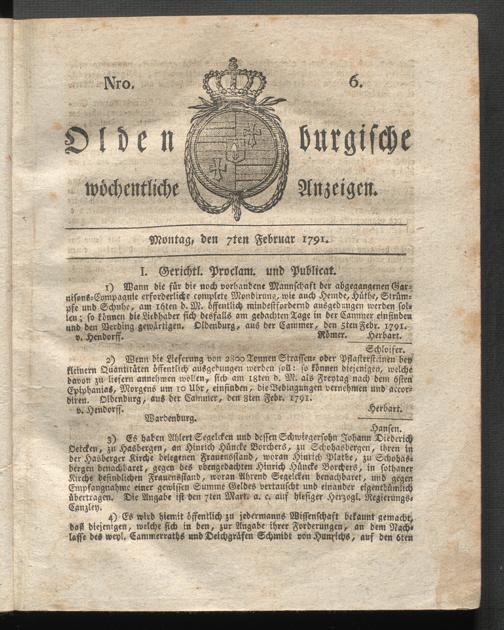 Nro. 6.
Oldenburgische
wöchentliche Anzeigen.
Montag, den 7ten Februar 1791.
I. Gerichtl. Proclam. und Publicat.
1) Wann die für die noch vorhandene Mannschaft der abgegangenen Gar-
nisons-Compagnie erforderliche complete Mondirung, wie auch Hemde, Hüthe, Strüm-
pfe und Schuhe, am 16ten d. M. öffentlich mindestfordernd ausgedungen werden sol-
len; so können die Liebhaber sich desfalls am gedachten Tage in der Cammer einfinden
und den Verding gewärtigen. Oldenburg, aus der Cammer, den 5ten Febr. 1791.
v. Hendorff. Römer. Herbart.
Schloifer.
2) Wenn die Lieferung von 2800 Tonnen Strassen- oder Pflastersteinen bey
kleinern Quantitäten öffentlich ausgedungen werden soll: so können diejenigen, welche
davon zu liefern annehmen wollen, sich am 18ten d. M. als Freytag nach dem 6sten
Epiphanias, Morgens um 10 Uhr, einfinden, die Bedingungen vernehmen und accor-
diren. Oldenburg, aus der Cammer, den 8ten Febr. 1791.
v. Hendorff. Herbart.
Wardenburg.
Hansen.
3) Es haben Ahlert Segelcken und dessen Schwiegersohn Johann Diederich
Oetcken, zu Hasbergen, an Hinrich Hüncke Borchers, zu Schohasbergen, ihren in
der Hasberger Kirche belegenen Frauensstand, woran Hinrich Plathe, zu Schohas-
bergen benachbaret, gegen des obengedachten Hinrich Hüncke Borchers, in sothaner
Kirche befindlichen Frauensstand, woran Ahrend Segelcken benachbaret, und gegen
Empfangnahme einer gewissen Summe Geldes vertauscht und einander eigenthümlich
übertragen. Die Angabe ist den 7ten Mart. a. c. auf hiesiger Herzogl. Regierungs-
Canzley.
4) Es wird hiemit öffentlich zu jedermanns Wissenschaft bekannt gemacht,
daß diejenigen, welche sich in den, zur Angabe ihrer Forderungen, an dem Nach-
lasse des weyl. Cammerraths und Deichgräfen Schmidt von Hunrichs, auf den 6ten